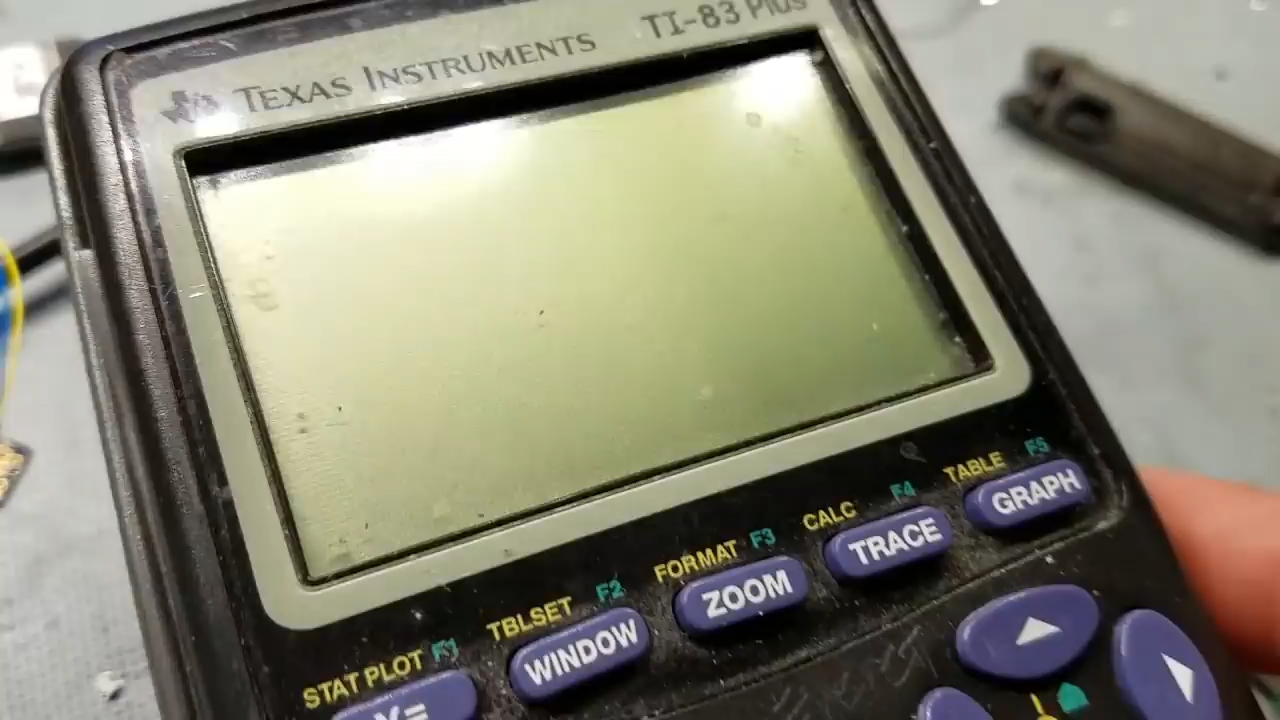 TEXAS INSTRUMENTS TI-83 Plus
STAT PLOT F1 TBLSET F2 FORMAT F3 CALC F4 TABLE F5
Y= WINDOW ZOOM TRACE GRAPH